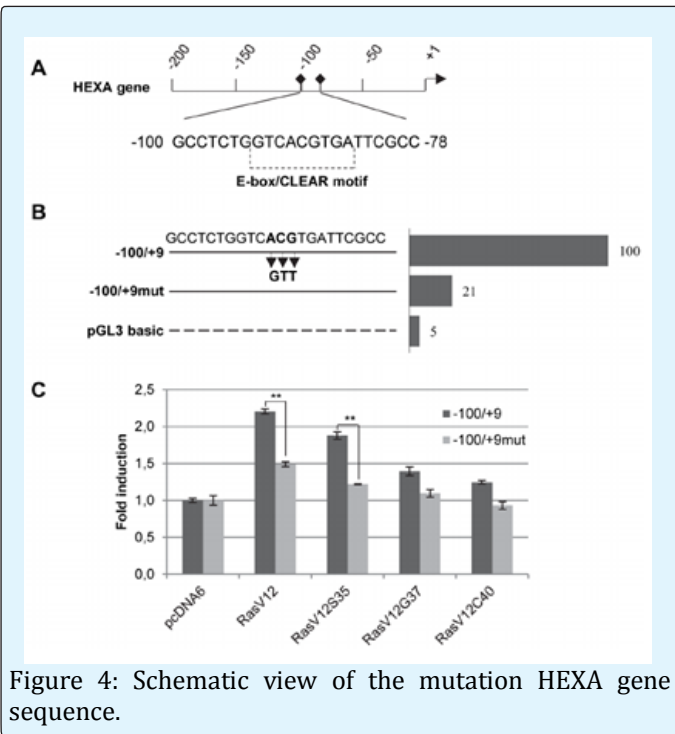 A
-200 -150 -100 -50 +1
HEXA gene
-100 GCCTCTGGTCACGTGATTCGCC -78
E-box/CLEAR motif
B
GCCTCTGGTCACGTGATTCGCC
-100/+9
100
GTT
-100/+9mut
21
pGL3 basic
5
C
2,5
2,0
1,5
1,0
0,5
0,0
Fold induction
**
**
-100/+9
-100/+9mut
pcDNA6
RasV12
RasV12S35
RasV12G37
RasV12C40
Figure 4: Schematic view of the mutation HEXA gene
sequence.